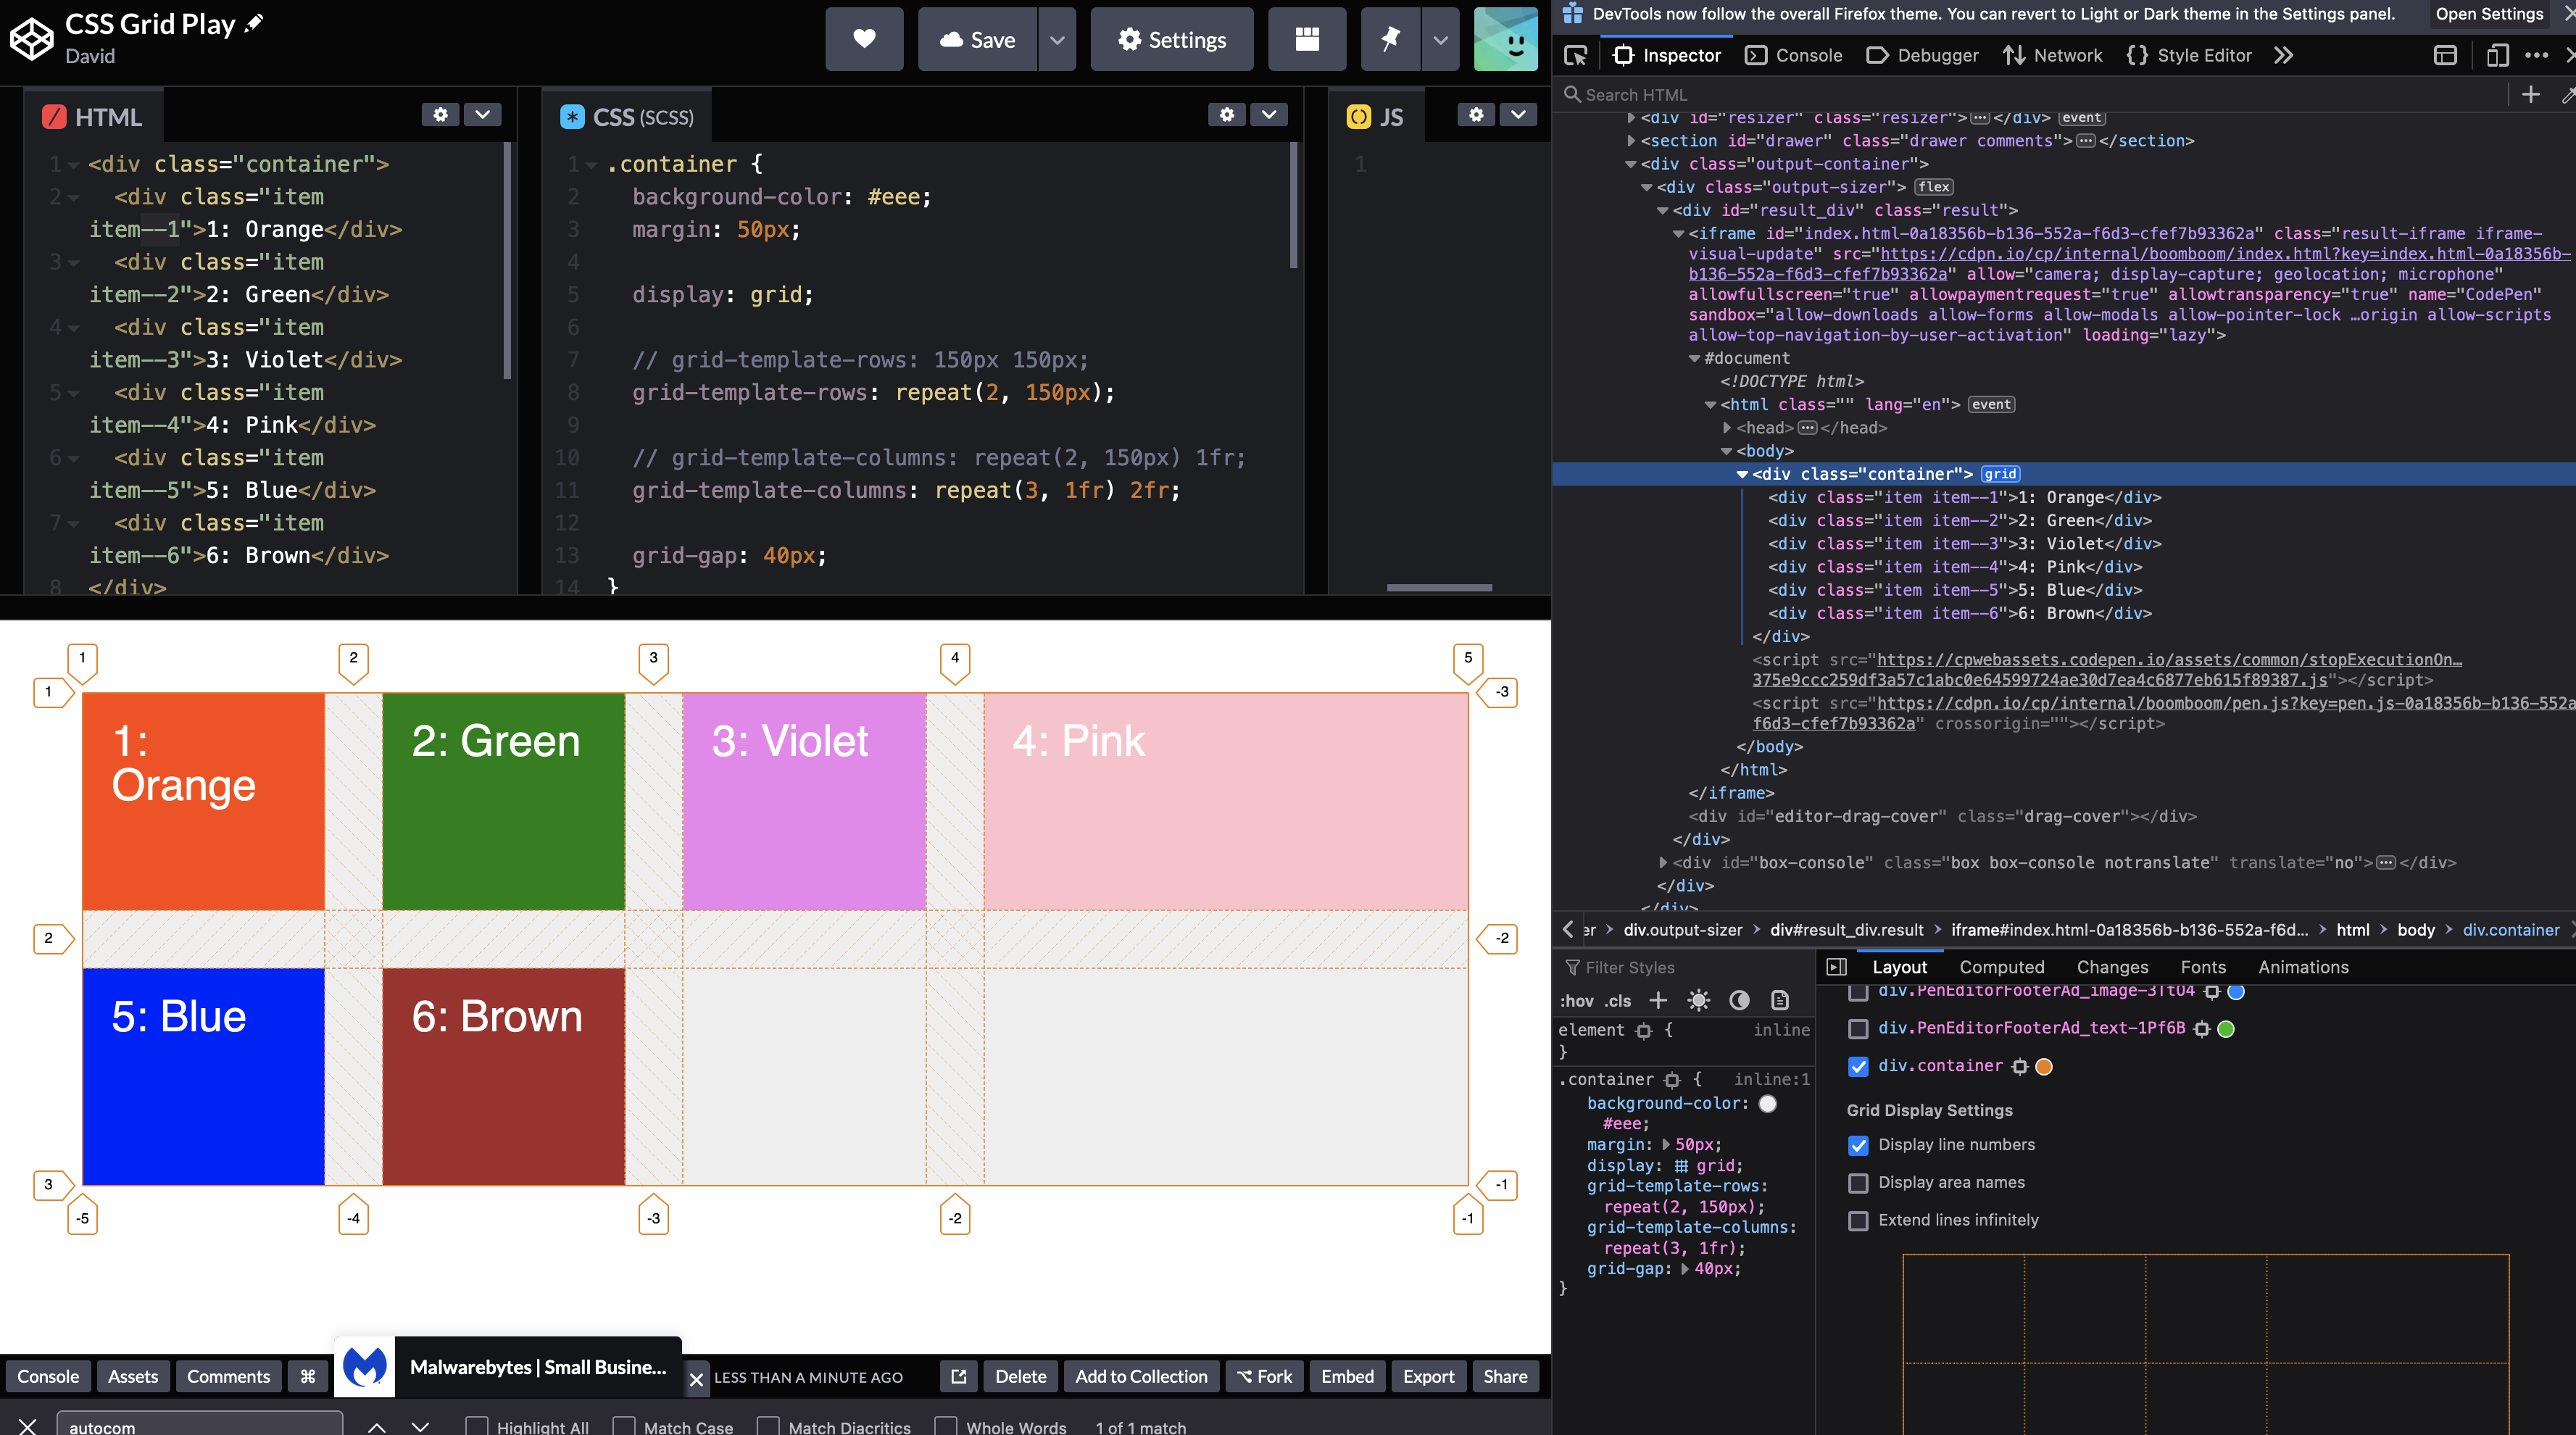 CSS Grid Play
David
Save
Settings
HTML
1 <div class="container">
2 <div class="item
item--1">1: Orange</div>
3 <div class="item
item--2">2: Green</div>
4 <div class="item
item--3">3: Violet</div>
5 <div class="item
item--4">4: Pink</div>
6 <div class="item
item--5">5: Blue</div>
7 <div class="item
item--6">6: Brown</div>
8 </div>
CSS (SCSS)
1 .container {
2 background-color: #eee;
3 margin: 50px;
4
5 display: grid;
6
7 // grid-template-rows: 150px 150px;
8 grid-template-rows: repeat(2, 150px);
9
10 // grid-template-columns: repeat(2, 150px) 1fr;
11 grid-template-columns: repeat(3, 1fr) 2fr;
12
13 grid-gap: 40px;
14 }
JS
1
1 2 3 4 5
1 -3
1:
Orange
2: Green
3: Violet
4: Pink
2 -2
5: Blue
6: Brown
3 -1
-5 -4 -3 -2 -1
Console Assets Comments ⌘
Malwarebytes | Small Busine...
LESS THAN A MINUTE AGO
Delete Add to Collection Fork Embed Export Share
autocom
Highlight All Match Case Match Diacritics Whole Words 1 of 1 match
DevTools now follow the overall Firefox theme. You can revert to Light or Dark theme in the Settings panel. Open Settings
Inspector Console Debugger Network Style Editor
Search HTML
<div id="resizer" class="resizer"></div> event
<section id="drawer" class="drawer comments"></section>
<div class="output-container">
<div class="output-sizer"> flex
<div id="result_div" class="result">
<iframe id="index.html-0a18356b-b136-552a-f6d3-cfef7b93362a" class="result-iframe iframe-
visual-update" src="https://cdpn.io/cp/internal/boomboom/index.html?key=index.html-0a18356b-
b136-552a-f6d3-cfef7b93362a" allow="camera; display-capture; geolocation; microphone"
allowfullscreen="true" allowpaymentrequest="true" allowtransparency="true" name="CodePen"
sandbox="allow-downloads allow-forms allow-modals allow-pointer-lock …origin allow-scripts
allow-top-navigation-by-user-activation" loading="lazy">
#document
<!DOCTYPE html>
<html class="" lang="en"> event
<head></head>
<body>
<div class="container"> grid
<div class="item item--1">1: Orange</div>
<div class="item item--2">2: Green</div>
<div class="item item--3">3: Violet</div>
<div class="item item--4">4: Pink</div>
<div class="item item--5">5: Blue</div>
<div class="item item--6">6: Brown</div>
</div>
<script src="https://cpwebassets.codepen.io/assets/common/stopExecutionOn…
375e9ccc259df3a57c1abc0e64599724ae30d7ea4c6877eb615f89387.js"></script>
<script src="https://cdpn.io/cp/internal/boomboom/pen.js?key=pen.js-0a18356b-b136-552a
f6d3-cfef7b93362a" crossorigin=""></script>
</body>
</html>
</iframe>
<div id="editor-drag-cover" class="drag-cover"></div>
</div>
<div id="box-console" class="box box-console notranslate" translate="no"></div>
</div>
</div>
er > div.output-sizer > div#result_div.result > iframe#index.html-0a18356b-b136-552a-f6d... > html > body > div.container
Filter Styles
:hov .cls
element { inline
}
.container { inline:1
background-color:
#eee;
margin: 50px;
display: grid;
grid-template-rows:
repeat(2, 150px);
grid-template-columns:
repeat(3, 1fr);
grid-gap: 40px;
}
Layout Computed Changes Fonts Animations
div.PenEditorFooterAd_image-3Tt04
div.PenEditorFooterAd_text-1Pf6B
div.container
Grid Display Settings
Display line numbers
Display area names
Extend lines infinitely